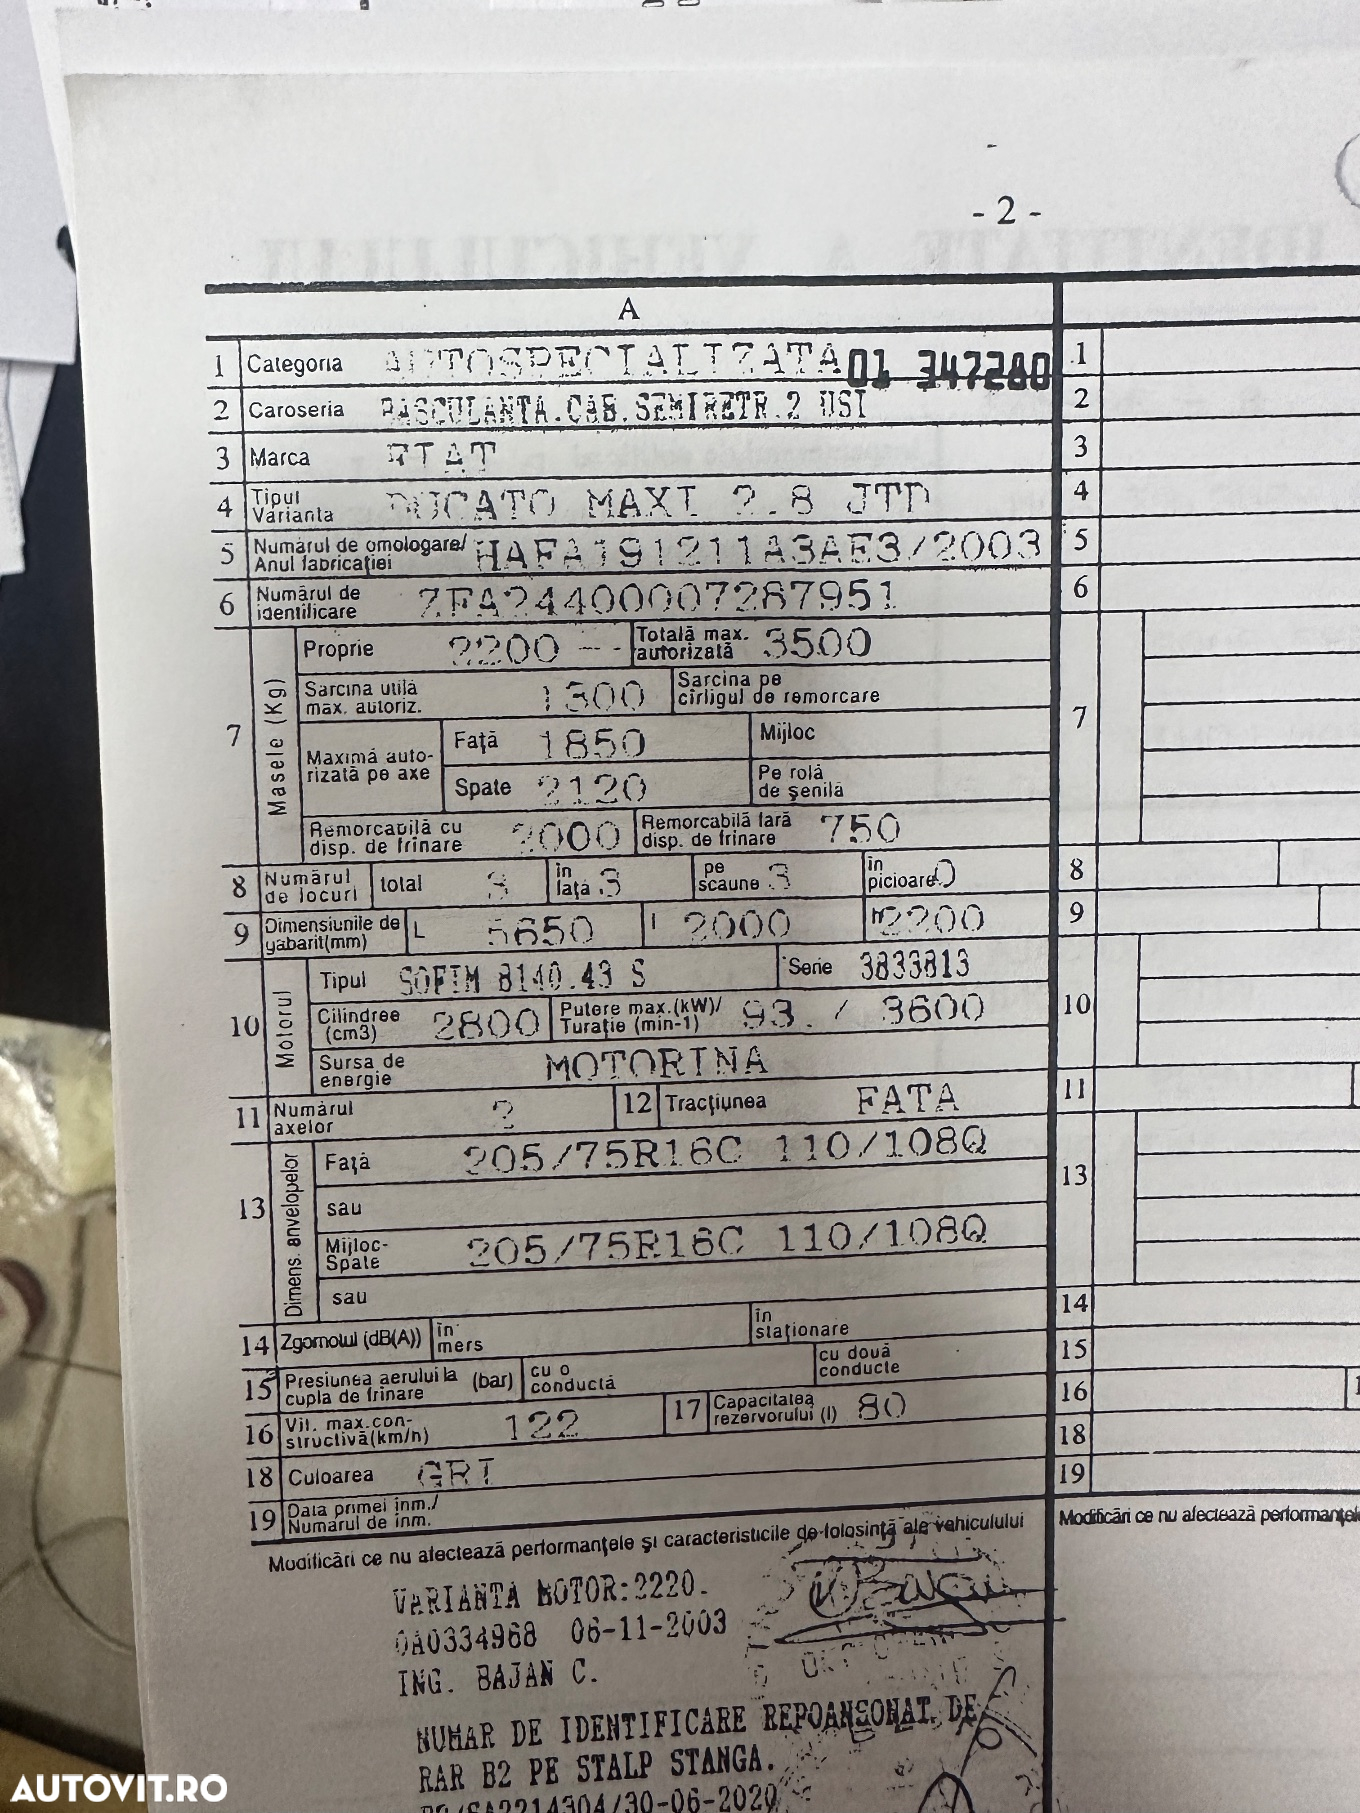 - 2 -
A
1 Categoria AUTOSPECIALIZATA 01 347280 1
2 Caroseria BASCULANTA.CAB.SEMIRETR.2 USI 2
3 Marca FIAT 3
4 Tipul Varianta DUCATO MAXI 2.8 JTD 4
5 Numărul de omologare/ Anul fabricației HAFA191211A3AE3/2003 5
6 Numărul de identificare ZFA24400007287951 6
7 Masele (Kg) Proprie 2200 -- Totală max. autorizată 3500 7
Sarcina utilă max. autoriz. 1300 Sarcina pe cîrligul de remorcare
Maximă autorizată pe axe Față 1850 Mijloc
Spate 2120 Pe rolă de șenilă
Remorcabilă cu disp. de frînare 2000 Remorcabilă fără disp. de frînare 750
8 Numărul de locuri total 3 în față 3 pe scaune 3 în picioare 0 8
9 Dimensiunile de gabarit(mm) L 5650 l 2000 h 2200 9
10 Motorul Tipul SOFIM 8140.43 S Serie 3833813 10
Cilindree (cm3) 2800 Putere max.(kW)/ Turație (min-1) 93 / 3600
Sursa de energie MOTORINA
11 Numărul axelor 2 12 Tracțiunea FATA 11
13 Dimens. anvelopelor Față 205/75R16C 110/108Q 13
sau
Mijloc-Spate 205/75R16C 110/108Q
sau
14 Zgomotul (dB(A)) în mers în staționare 14
15 Presiunea aerului la cupla de frînare (bar) cu o conductă cu două conducte 15
16 Vit. max.constructivă(km/h) 122 17 Capacitatea rezervorului (l) 80 16
18 Culoarea GRI 18
19 Data primei înm./ Numărul de înm. 19
Modificări ce nu afectează performanțele și caracteristicile de folosință ale vehiculului Modificări ce nu afectează performanțele
VARIANTA MOTOR:2220.
0A0334968 06-11-2003
ING. BAJAN C.
NUMAR DE IDENTIFICARE REPOANSONAT DE
RAR B2 PE STALP STANGA.
AUTOVIT.RO